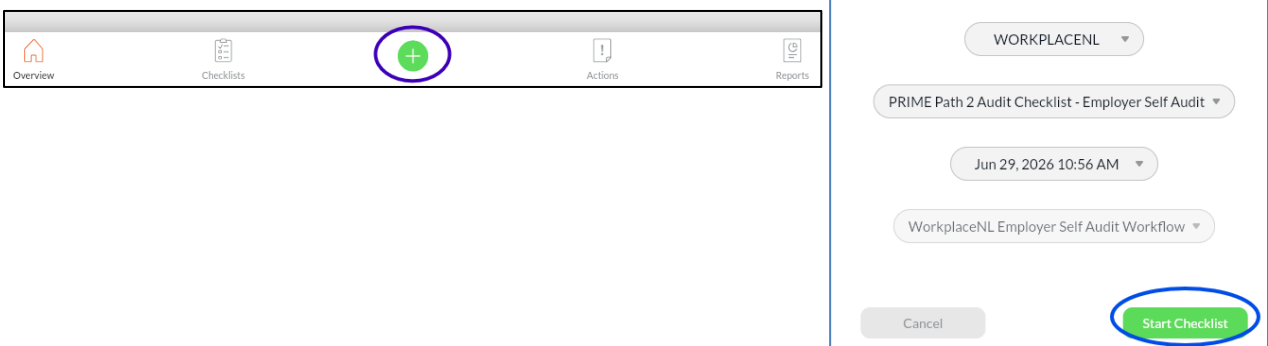 Overview
Checklists
Actions
Reports
WORKPLACENL
PRIME Path 2 Audit Checklist - Employer Self Audit
Jun 29, 2026 10:56 AM
WorkplaceNL Employer Self Audit Workflow
Cancel
Start Checklist